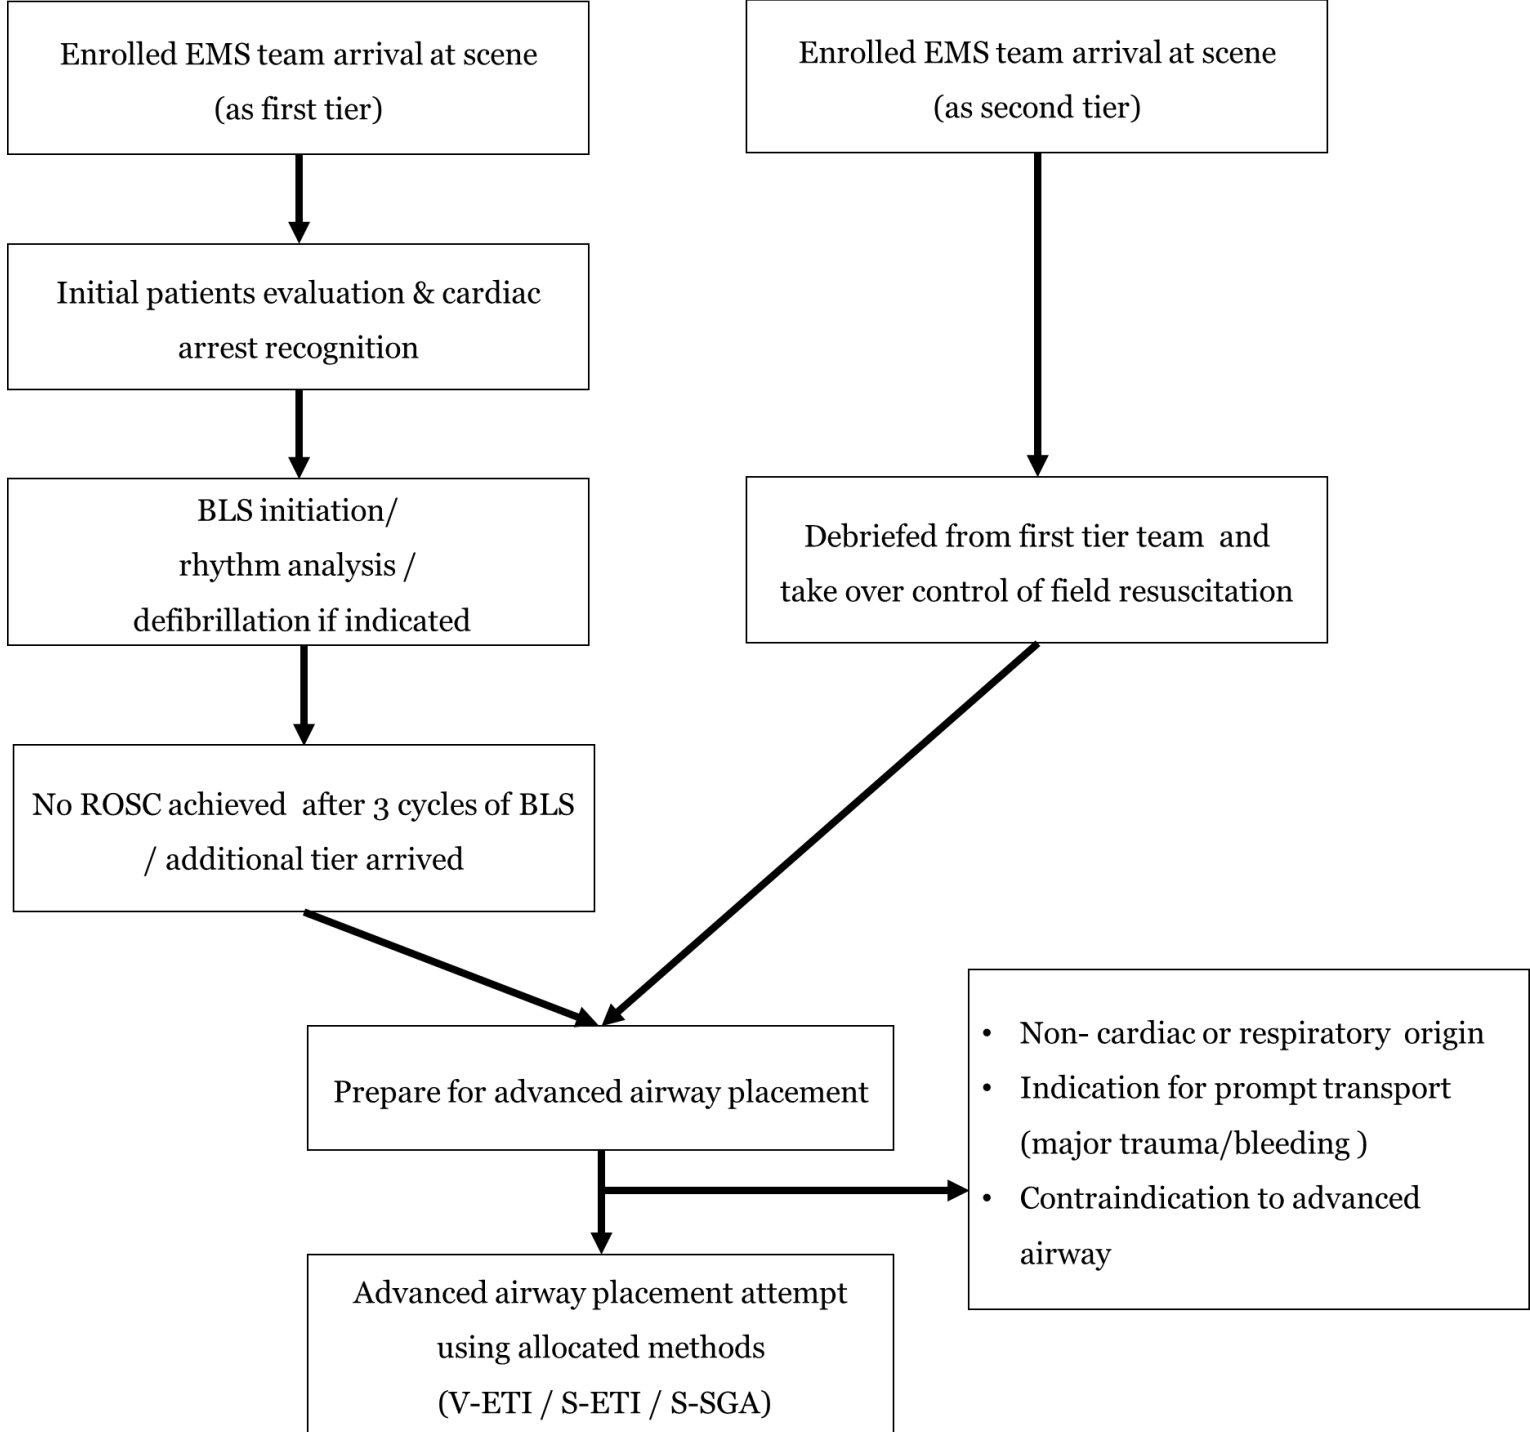 Enrolled EMS team arrival at scene
(as first tier)
Enrolled EMS team arrival at scene
(as second tier)
Initial patients evaluation & cardiac
arrest recognition
BLS initiation/
rhythm analysis /
defibrillation if indicated
Debriefed from first tier team and
take over control of field resuscitation
No ROSC achieved after 3 cycles of BLS
/ additional tier arrived
Prepare for advanced airway placement
• Non- cardiac or respiratory origin
• Indication for prompt transport
(major trauma/bleeding )
• Contraindication to advanced
airway
Advanced airway placement attempt
using allocated methods
(V-ETI / S-ETI / S-SGA)